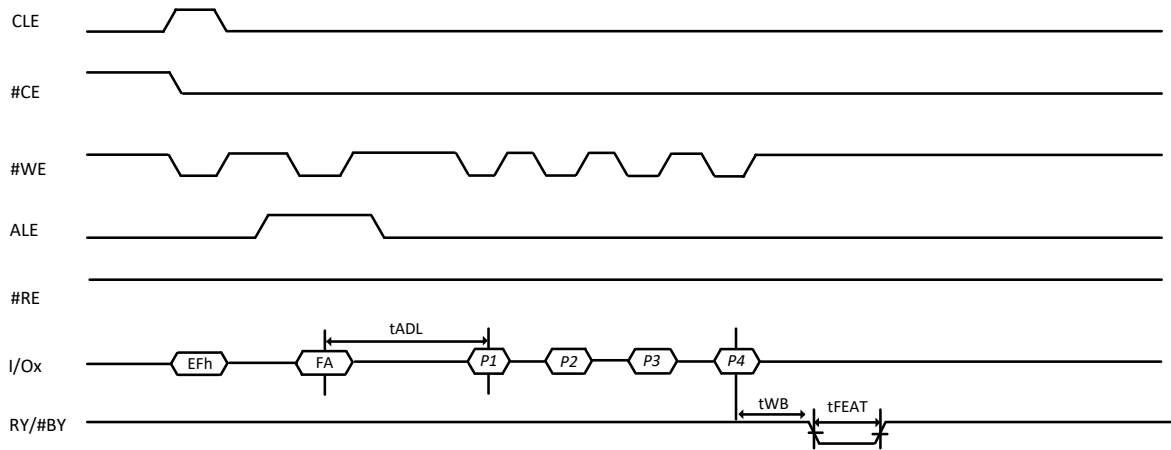 CLE
#CE
#WE
ALE
#RE
tADL
I/Ox EFh FA P1 P2 P3 P4
tWB tFEAT
RY/#BY